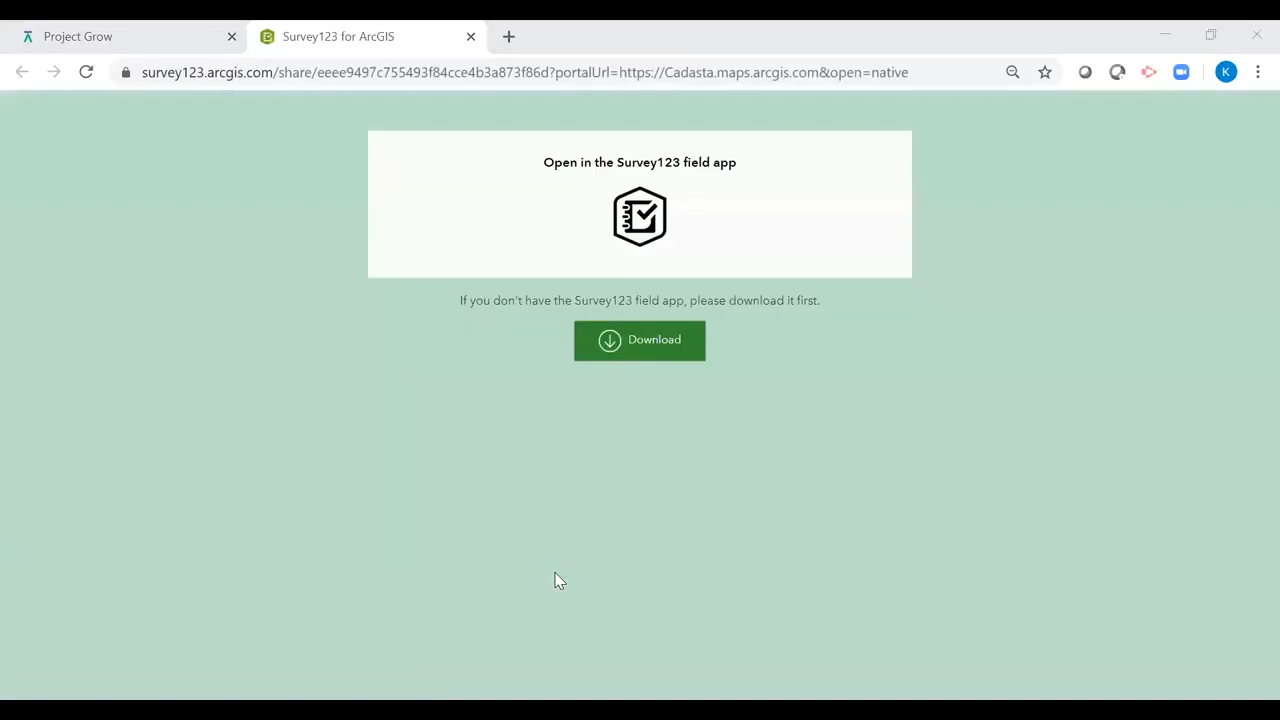 Project Grow
Survey123 for ArcGIS
survey123.arcgis.com/share/eeee9497c755493f84cce4b3a873f86d?portalUrl=https://Cadasta.maps.arcgis.com&open=native
K
Open in the Survey123 field app
If you don't have the Survey123 field app, please download it first.
Download